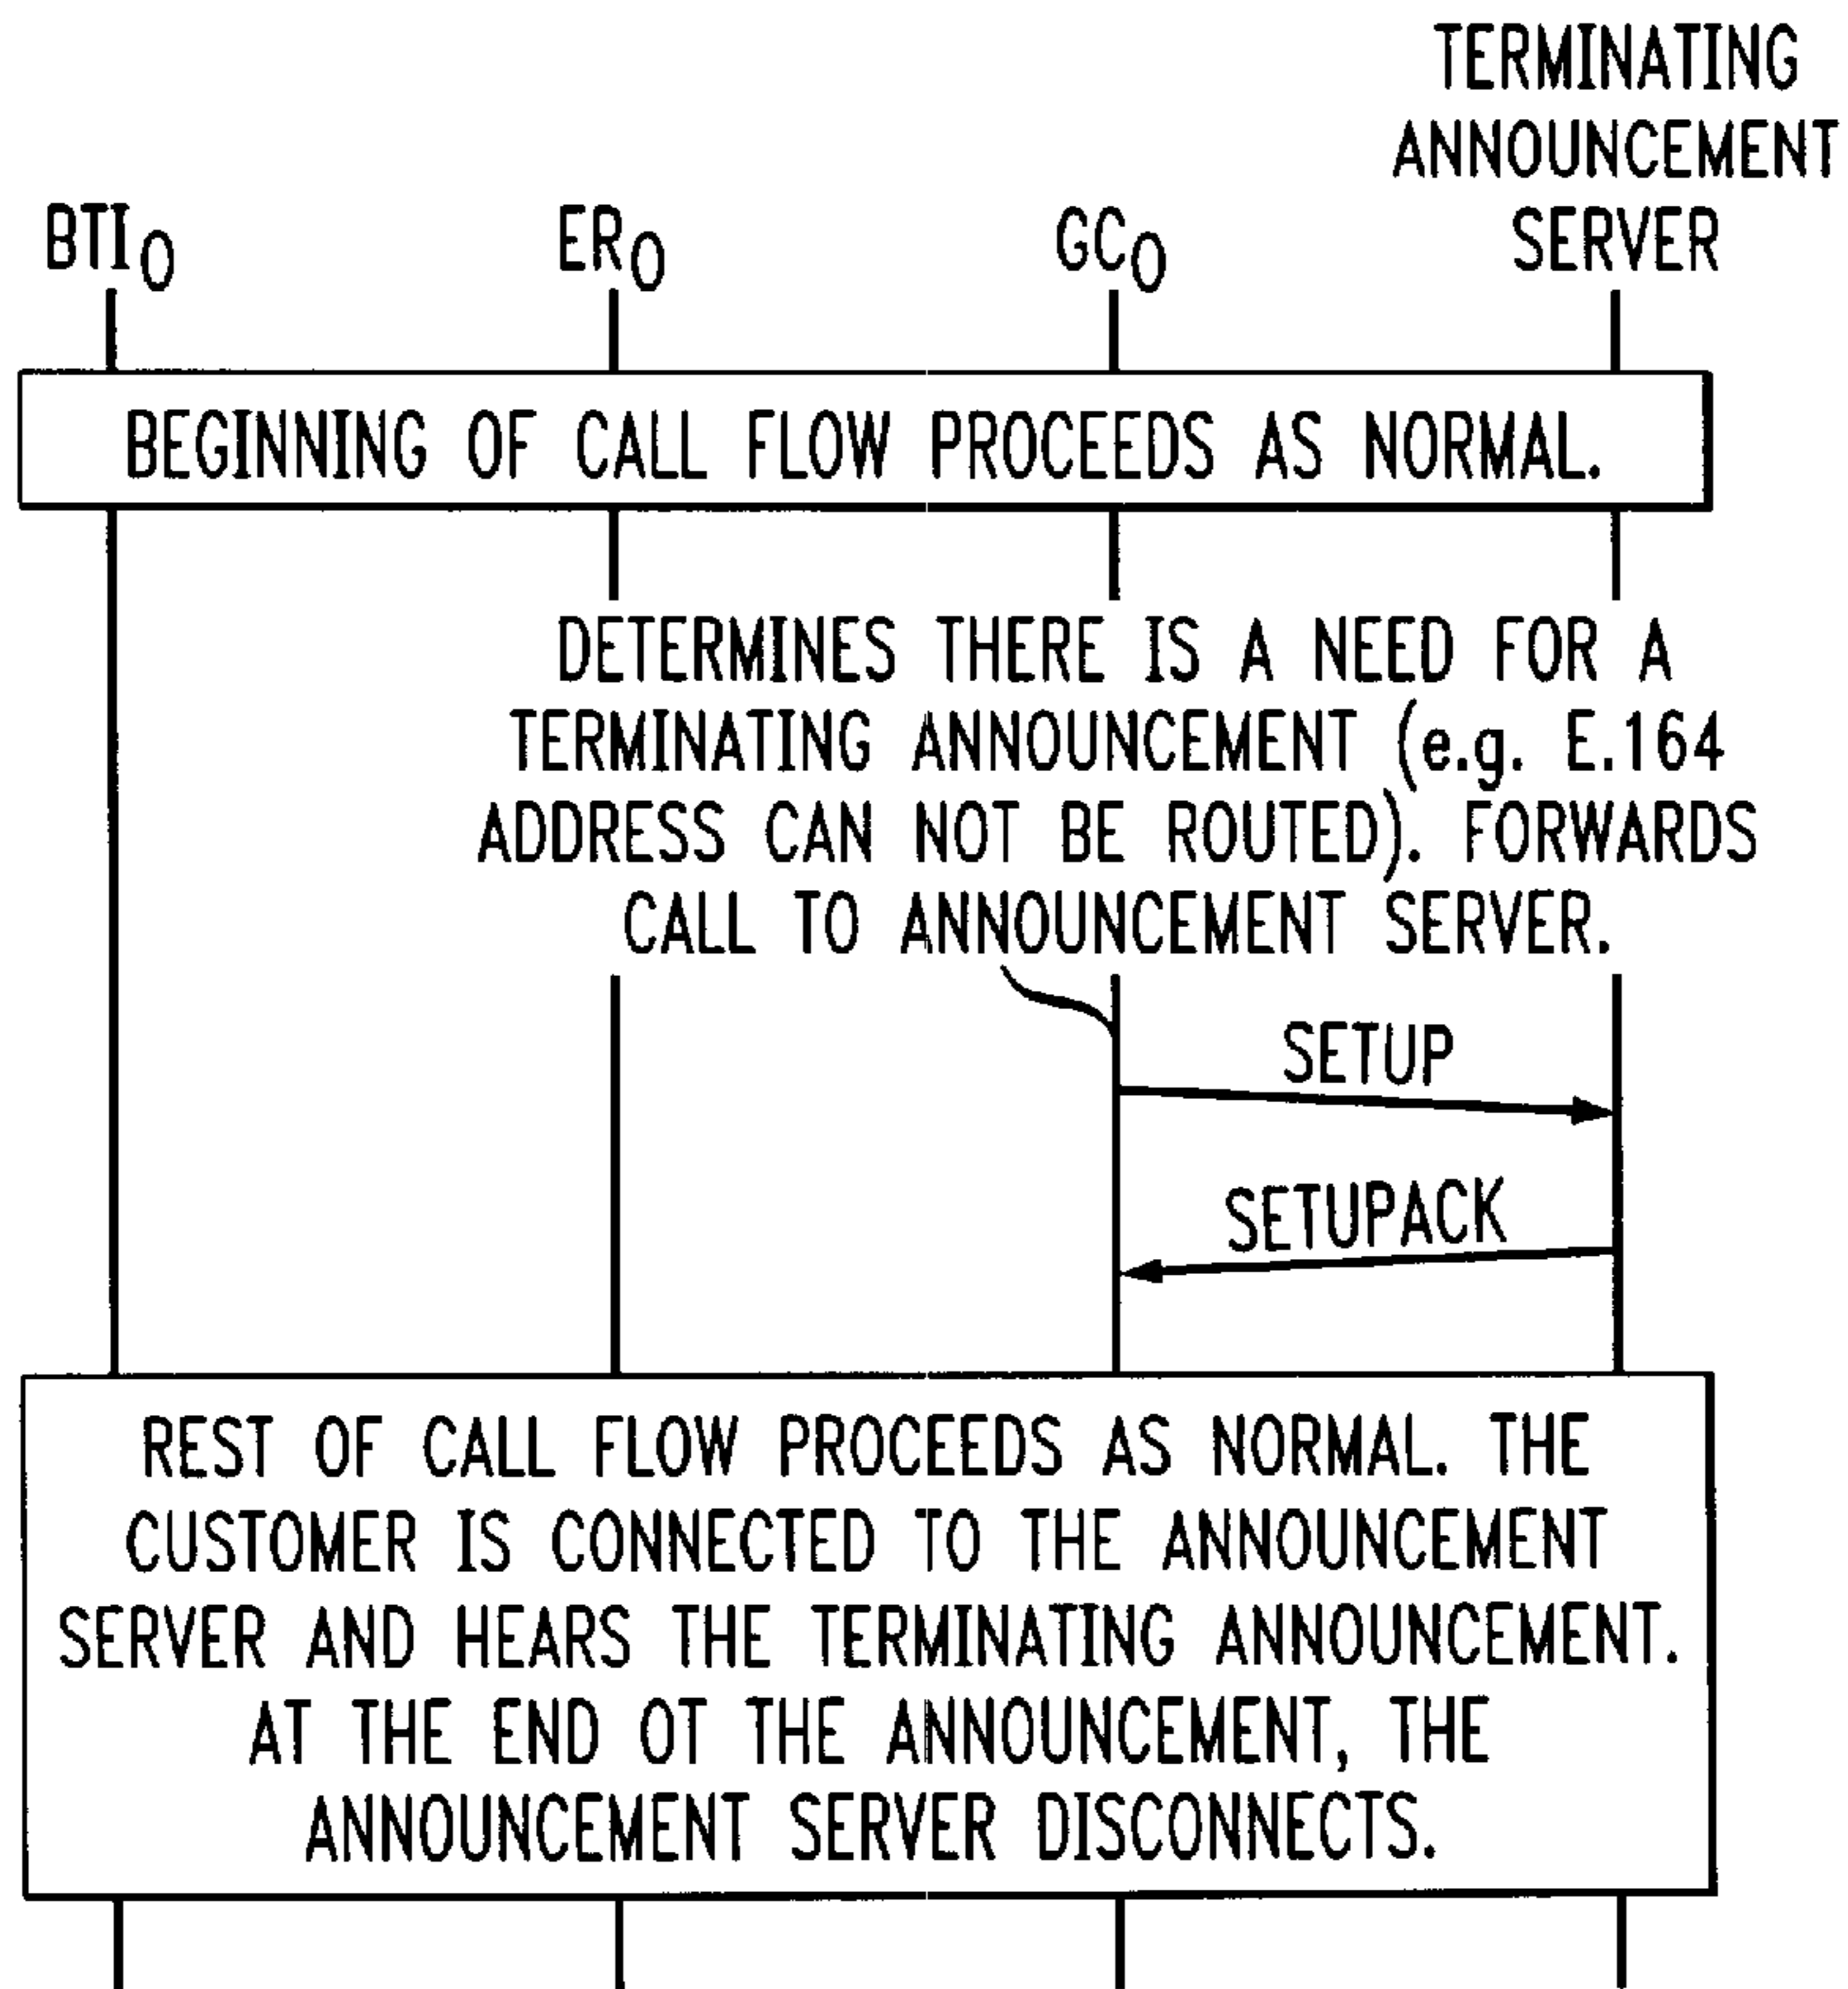 TERMINATING
ANNOUNCEMENT
BTIO ERO GCO SERVER
BEGINNING OF CALL FLOW PROCEEDS AS NORMAL.
DETERMINES THERE IS A NEED FOR A
TERMINATING ANNOUNCEMENT (e.g. E.164
ADDRESS CAN NOT BE ROUTED). FORWARDS
CALL TO ANNOUNCEMENT SERVER.
SETUP
SETUPACK
REST OF CALL FLOW PROCEEDS AS NORMAL. THE
CUSTOMER IS CONNECTED TO THE ANNOUNCEMENT
SERVER AND HEARS THE TERMINATING ANNOUNCEMENT.
AT THE END OT THE ANNOUNCEMENT, THE
ANNOUNCEMENT SERVER DISCONNECTS.